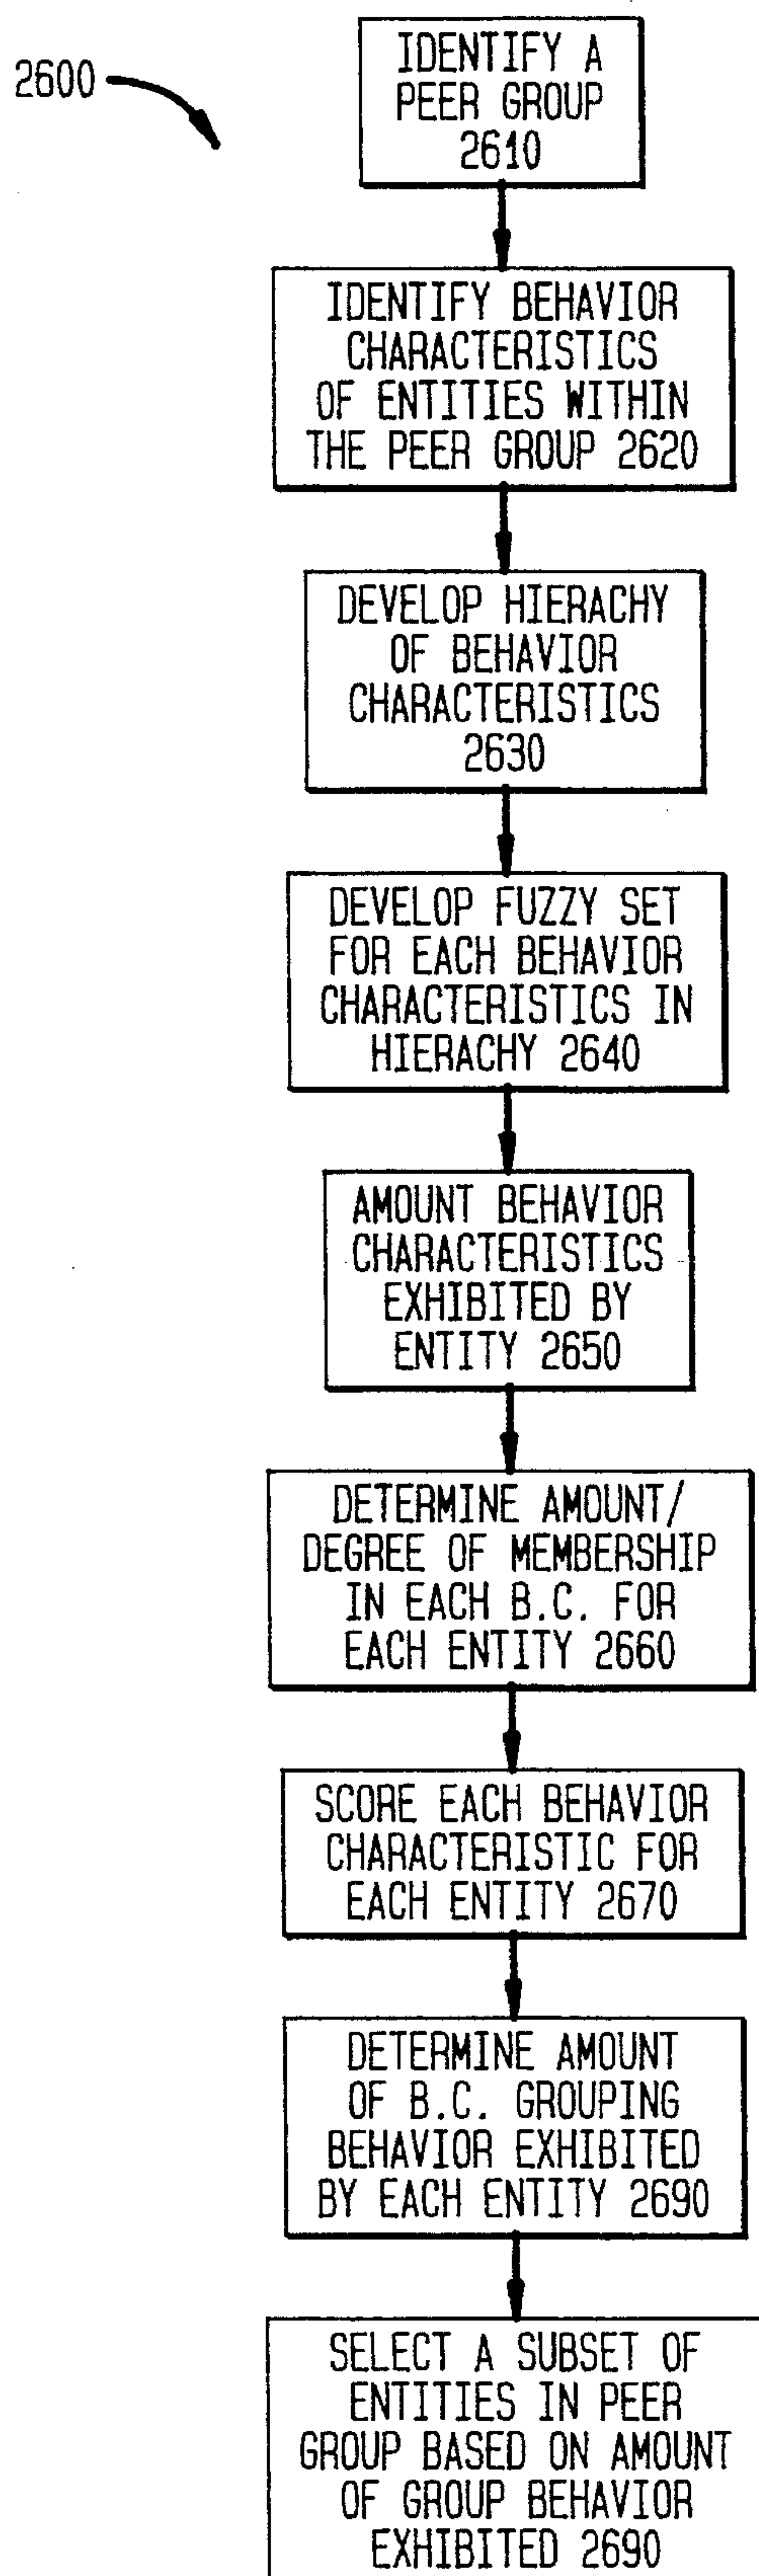 2600
IDENTIFY A
PEER GROUP
2610
IDENTIFY BEHAVIOR
CHARACTERISTICS
OF ENTITIES WITHIN
THE PEER GROUP 2620
DEVELOP HIERACHY
OF BEHAVIOR
CHARACTERISTICS
2630
DEVELOP FUZZY SET
FOR EACH BEHAVIOR
CHARACTERISTICS IN
HIERACHY 2640
AMOUNT BEHAVIOR
CHARACTERISTICS
EXHIBITED BY
ENTITY 2650
DETERMINE AMOUNT/
DEGREE OF MEMBERSHIP
IN EACH B.C. FOR
EACH ENTITY 2660
SCORE EACH BEHAVIOR
CHARACTERISTIC FOR
EACH ENTITY 2670
DETERMINE AMOUNT
OF B.C. GROUPING
BEHAVIOR EXHIBITED
BY EACH ENTITY 2690
SELECT A SUBSET OF
ENTITIES IN PEER
GROUP BASED ON AMOUNT
OF GROUP BEHAVIOR
EXHIBITED 2690